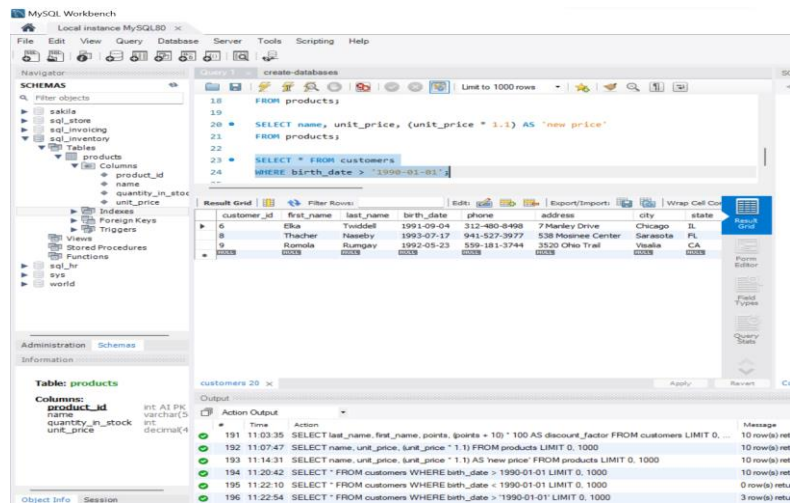 MySQL Workbench
Local instance MySQL80
File Edit View Query Database Server Tools Scripting Help
Navigator
SCHEMAS
Filter objects
sakila
sql_store
sql_invoicing
sql_inventory
Tables
products
Columns
product_id
name
quantity_in_stoc
unit_price
Indexes
Foreign Keys
Triggers
Views
Stored Procedures
Functions
sql_hr
sys
world
Administration Schemas
Information
Table: products
Columns:
product_id int AI PK
name varchar(5
quantity_in_stock int
unit_price decimal(4
Object Info Session
Query 1 create-databases
Limit to 1000 rows
18 FROM products;
19
20 SELECT name, unit_price, (unit_price * 1.1) AS 'new price'
21 FROM products;
22
23 SELECT * FROM customers
24 WHERE birth_date > '1990-01-01';
Result Grid Filter Rows: Edit: Export/Import: Wrap Cell Co
customer_id first_name last_name birth_date phone address city state
6 Elka Twiddell 1991-09-04 312-480-8498 7 Manley Drive Chicago IL
8 Thacher Naseby 1993-07-17 941-527-3977 538 Mosinee Center Sarasota FL
9 Romola Rumgay 1992-05-23 559-181-3744 3520 Ohio Trail Visalia CA
NULL NULL NULL NULL NULL NULL NULL NULL
Result Grid
Form Editor
Field Types
Query Stats
customers 20 Apply Revert
Output
Action Output
# Time Action Message
191 11:03:35 SELECT last_name, first_name, points, (points + 10) * 100 AS discount_factor FROM customers LIMIT 0, ... 10 row(s) ret
192 11:07:47 SELECT name, unit_price, (unit_price * 1.1) FROM products LIMIT 0, 1000 10 row(s) ret
193 11:14:31 SELECT name, unit_price, (unit_price * 1.1) AS 'new price' FROM products LIMIT 0, 1000 10 row(s) ret
194 11:20:42 SELECT * FROM customers WHERE birth_date > 1990-01-01 LIMIT 0, 1000 10 row(s) ret
195 11:22:10 SELECT * FROM customers WHERE birth_date < 1990-01-01 LIMIT 0, 1000 0 row(s) retu
196 11:22:54 SELECT * FROM customers WHERE birth_date > '1990-01-01' LIMIT 0, 1000 3 row(s) retu